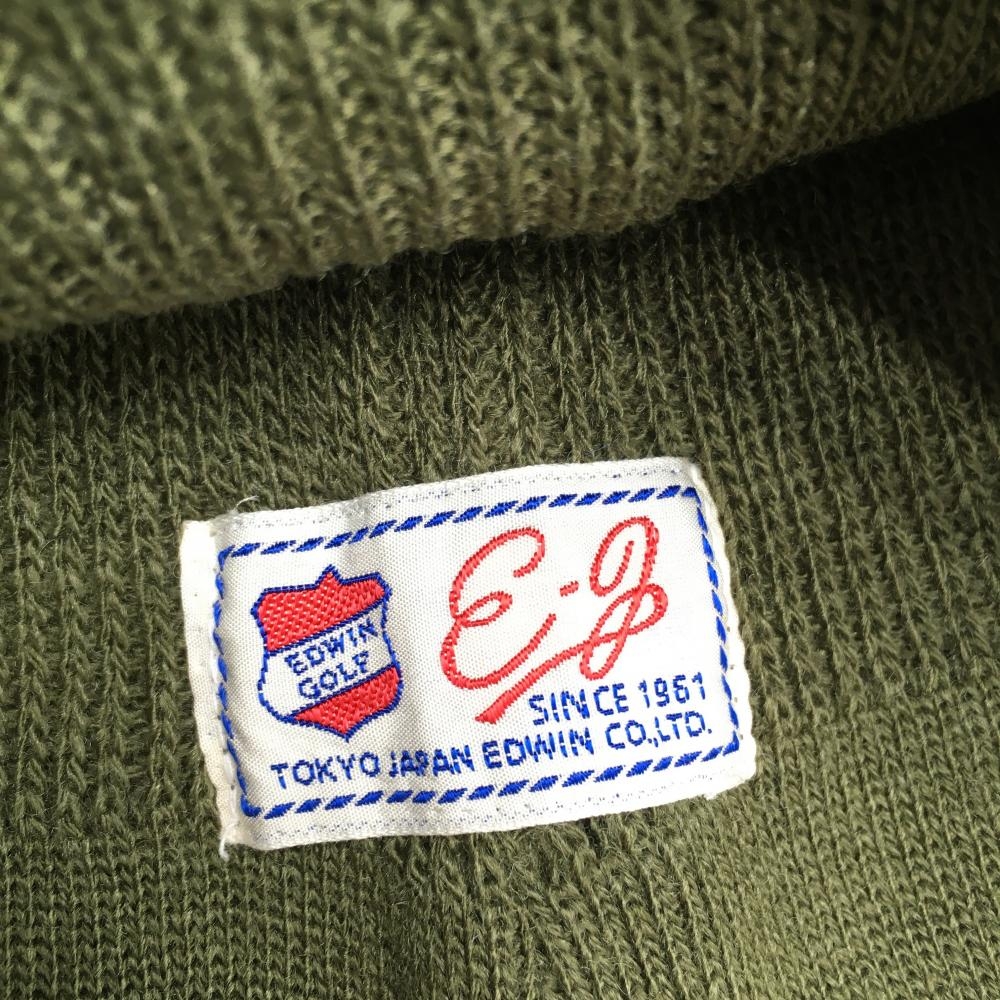 EDWIN
GOLF
E-J
SINCE 1961
TOKYO JAPAN EDWIN CO.,LTD.